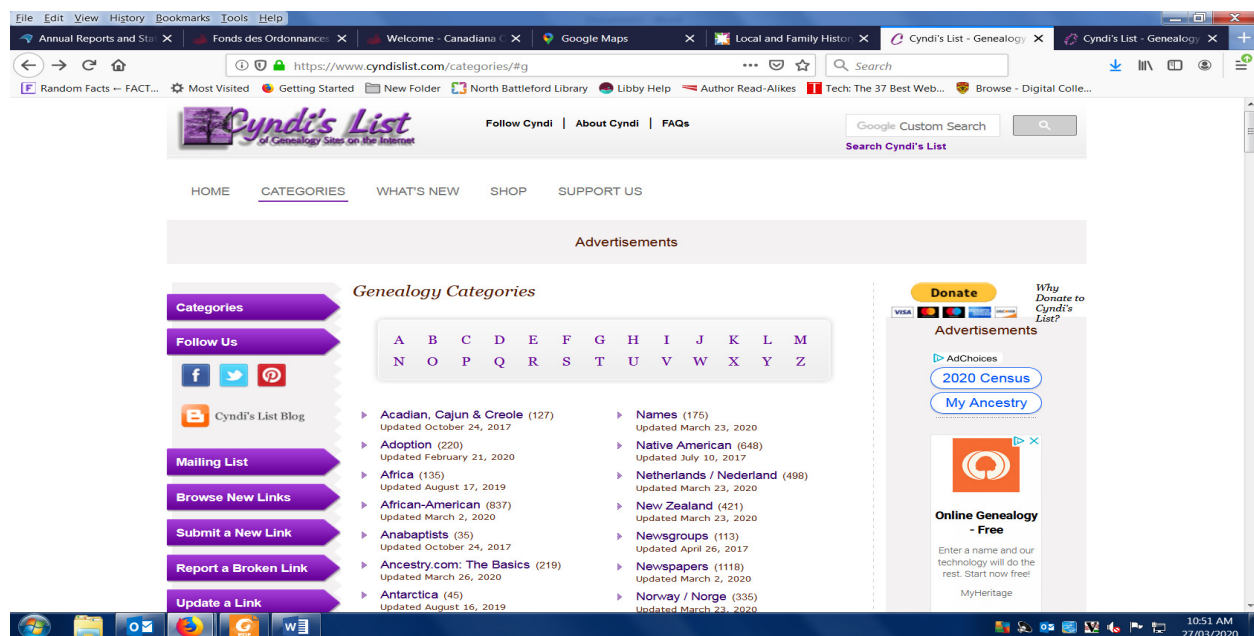 File Edit View History Bookmarks Tools Help
Annual Reports and Stat
Fonds des Ordonnances
Welcome - Canadiana C
Google Maps
Local and Family Histor
Cyndi's List - Genealogy
Cyndi's List - Genealogy
https://www.cyndislist.com/categories/#g
Search
Random Facts ← FACT...
Most Visited
Getting Started
New Folder
North Battleford Library
Libby Help
Author Read-Alikes
Tech: The 37 Best Web...
Browse - Digital Colle...
Cyndi's List
of Genealogy Sites on the Internet
Follow Cyndi | About Cyndi | FAQs
Google Custom Search
Search Cyndi's List
HOME CATEGORIES WHAT'S NEW SHOP SUPPORT US
Advertisements
Categories
Follow Us
Cyndi's List Blog
Mailing List
Browse New Links
Submit a New Link
Report a Broken Link
Update a Link
Genealogy Categories
A B C D E F G H I J K L M
N O P Q R S T U V W X Y Z
Acadian, Cajun & Creole (127)
Updated October 24, 2017
Adoption (220)
Updated February 21, 2020
Africa (135)
Updated August 17, 2019
African-American (837)
Updated March 2, 2020
Anabaptists (35)
Updated October 24, 2017
Ancestry.com: The Basics (219)
Updated March 26, 2020
Antarctica (45)
Updated August 16, 2019
Names (175)
Updated March 23, 2020
Native American (648)
Updated July 10, 2017
Netherlands / Nederland (498)
Updated March 23, 2020
New Zealand (421)
Updated March 23, 2020
Newsgroups (113)
Updated April 26, 2017
Newspapers (1118)
Updated March 2, 2020
Norway / Norge (335)
Updated March 23, 2020
Donate
VISA
Why
Donate to
Cyndi's
List?
Advertisements
AdChoices
2020 Census
My Ancestry
Online Genealogy
- Free
Enter a name and our
technology will do the
rest. Start now free!
MyHeritage
10:51 AM
27/03/2020